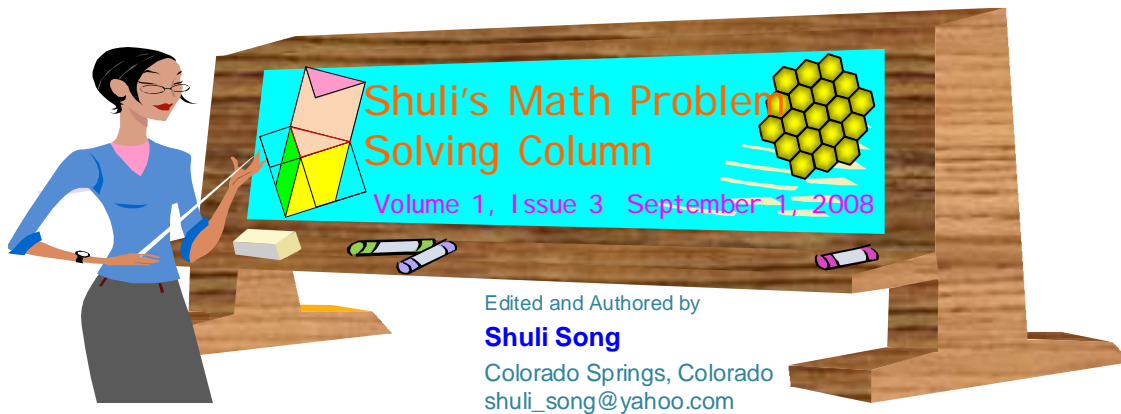 Shuli's Math Problem
Solving Column
Volume 1, Issue 3 September 1, 2008
Edited and Authored by
Shuli Song
Colorado Springs, Colorado
shuli_song@yahoo.com